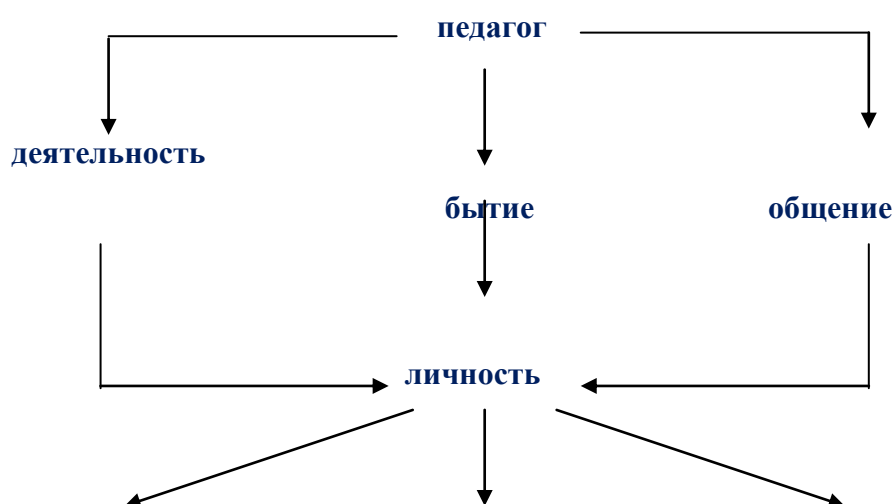 педагог
деятельность
бытие
общение
личность